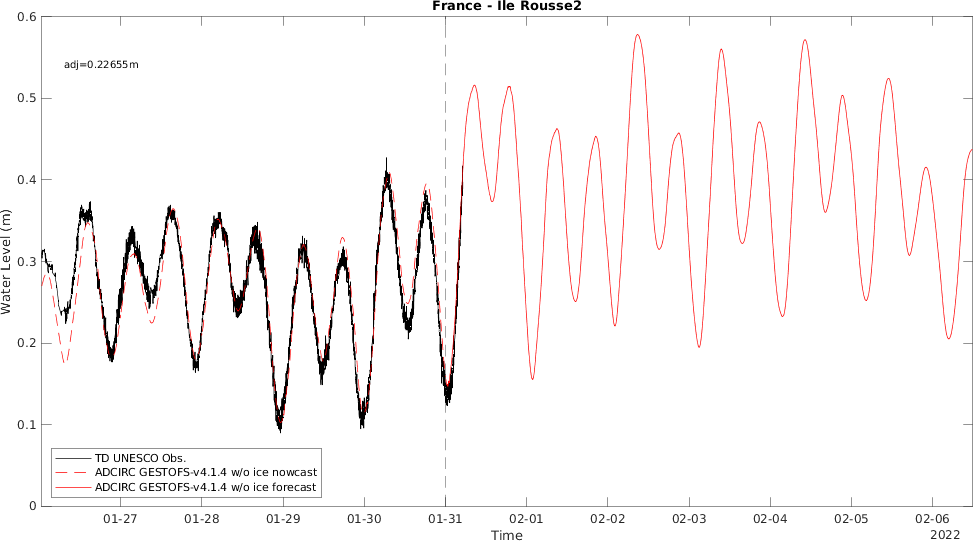 France - Ile Rousse2
adj=0.22655m
0.6
0.5
0.4
0.3
0.2
0.1
0
Water Level (m)
TD UNESCO Obs.
ADCIRC GESTOFS-v4.1.4 w/o ice nowcast
ADCIRC GESTOFS-v4.1.4 w/o ice forecast
01-27 01-28 01-29 01-30 01-31 02-01 02-02 02-03 02-04 02-05 02-06
Time
2022